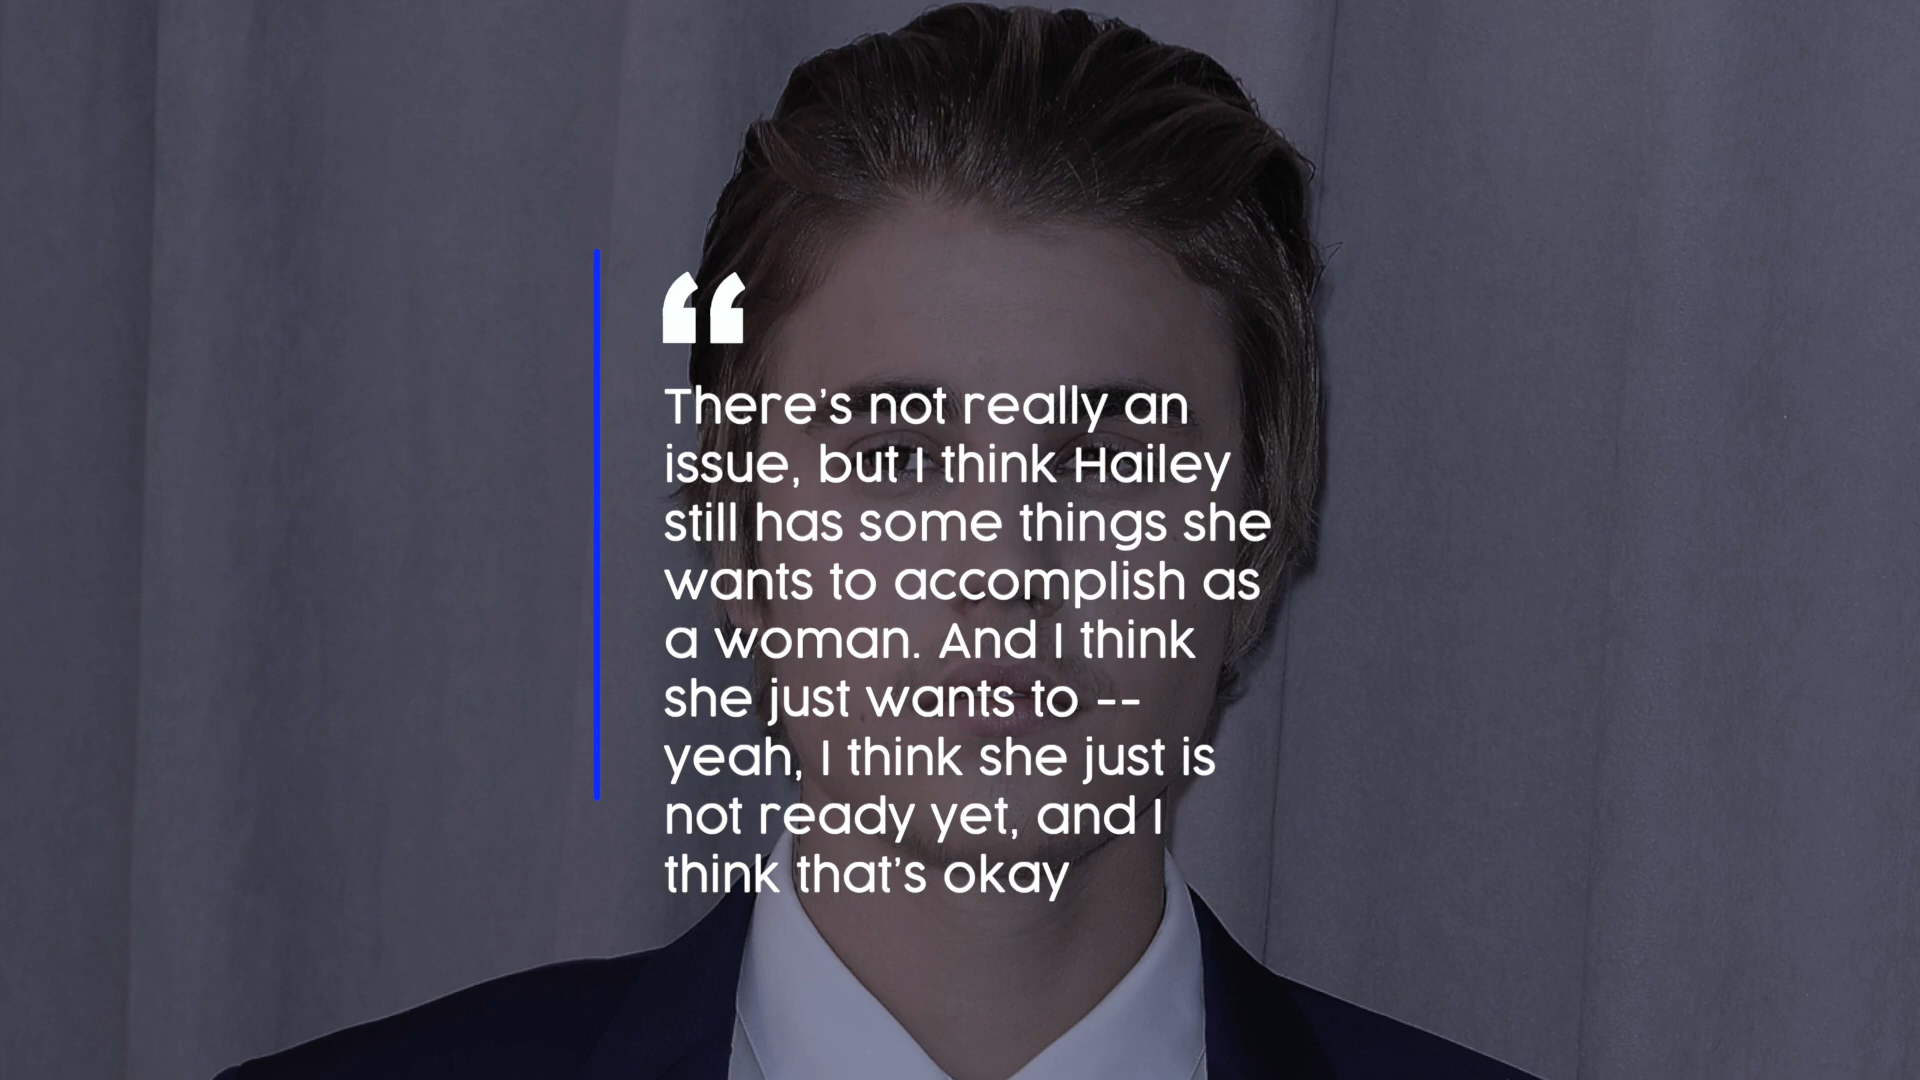 “
There’s not really an
issue, but I think Hailey
still has some things she
wants to accomplish as
a woman. And I think
she just wants to --
yeah, I think she just is
not ready yet, and I
think that’s okay